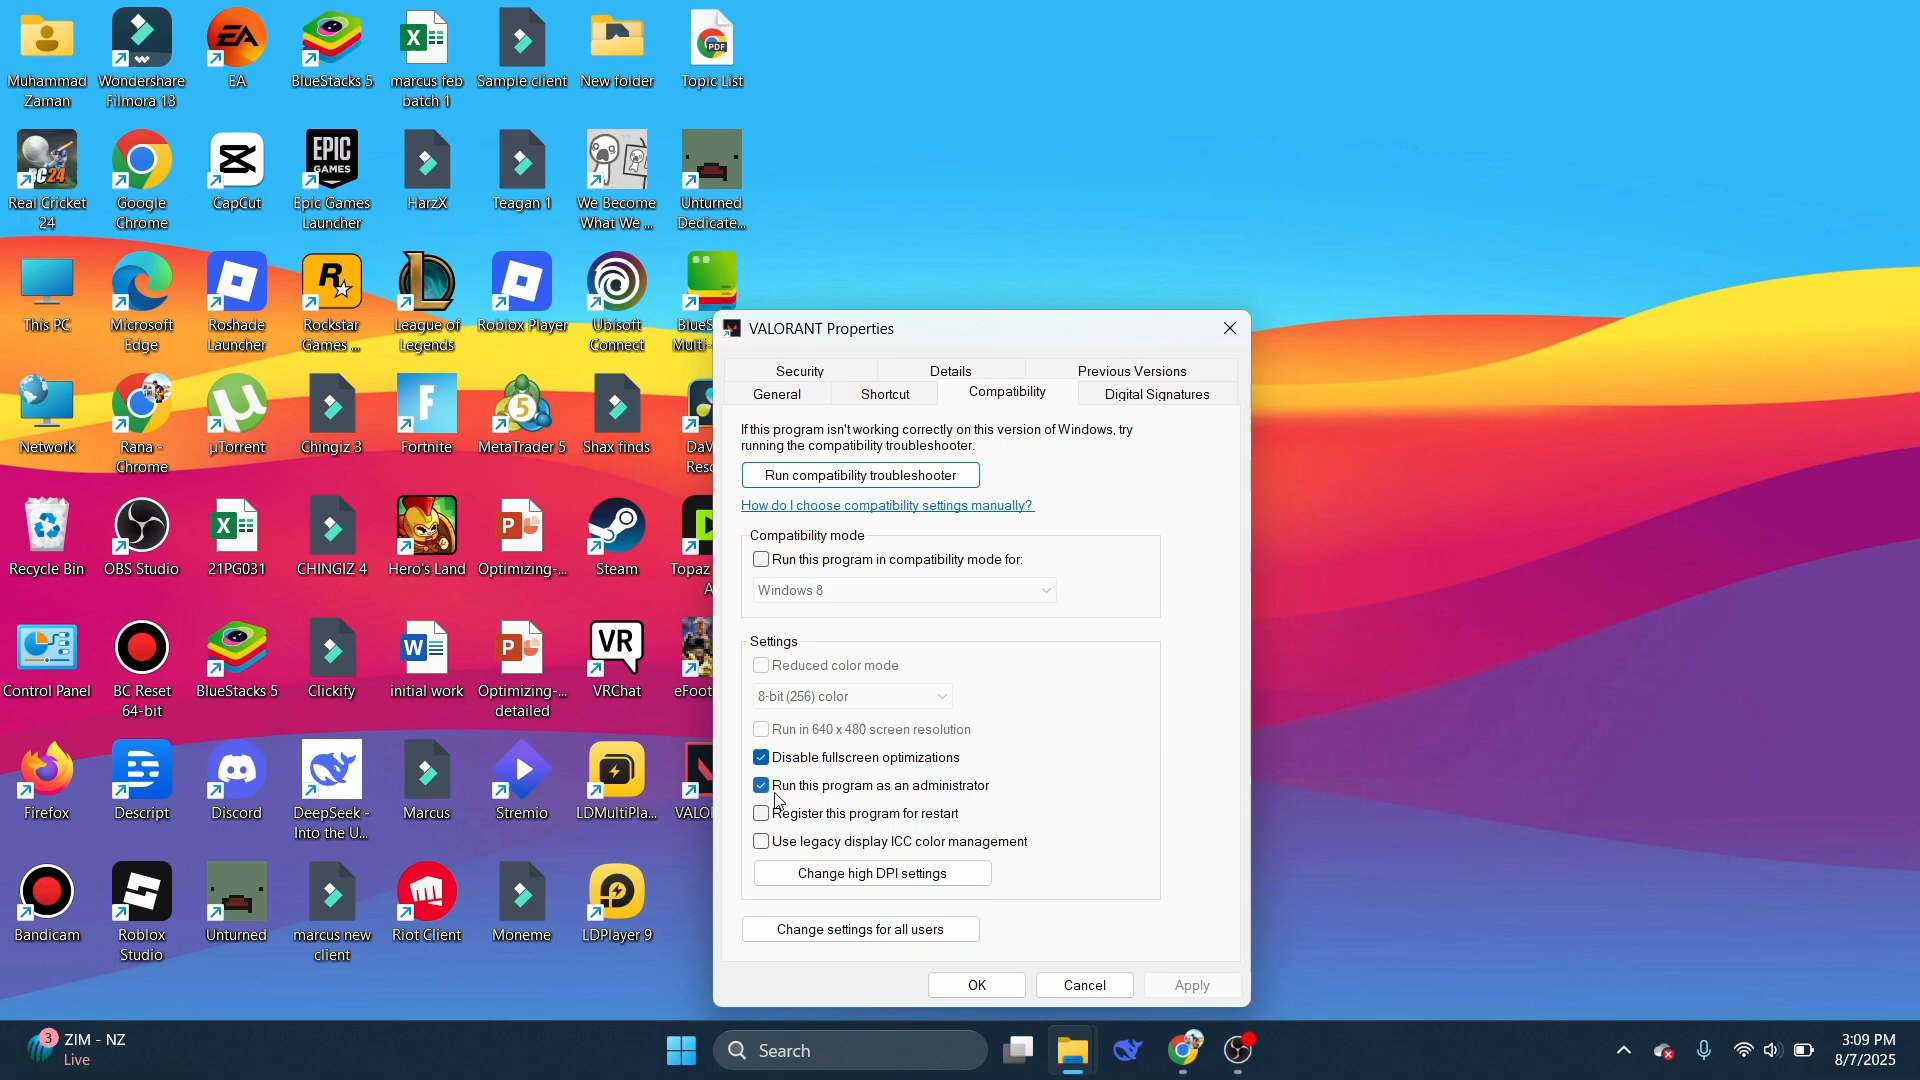 Muhammad
Zaman
Wondershare
Filmora 13
EA
EA
BlueStacks 5
marcus feb
batch 1
Sample client
New folder
PDF
Topic List
Real Cricket
24
Google
Chrome
CapCut
EPIC
GAMES
Epic Games
Launcher
HarzX
Teagan 1
We Become
What We ...
Unturned
Dedicate...
This PC
Microsoft
Edge
Roshade
Launcher
Rockstar
Games ...
League of
Legends
Roblox Player
Ubisoft
Connect
Network
Rana -
Chrome
µTorrent
Chingiz 3
Fortnite
5
MetaTrader 5
Shax finds
Recycle Bin
OBS Studio
21PG031
CHINGIZ 4
Hero's Land
Optimizing-...
Steam
Topaz
Control Panel
BC Reset
64-bit
BlueStacks 5
Clickify
initial work
Optimizing-...
detailed
VR
VRChat
eFoot
Firefox
Descript
Discord
DeepSeek -
Into the U...
Marcus
Stremio
LDMultiPla...
Bandicam
Roblox
Studio
Unturned
marcus new
client
Riot Client
Moneme
LDPlayer 9
VALORANT Properties
Security
Details
Previous Versions
General
Shortcut
Compatibility
Digital Signatures
If this program isn't working correctly on this version of Windows, try
running the compatibility troubleshooter.
Run compatibility troubleshooter
How do I choose compatibility settings manually?
Compatibility mode
Run this program in compatibility mode for:
Windows 8
Settings
Reduced color mode
8-bit (256) color
Run in 640 x 480 screen resolution
Disable fullscreen optimizations
Run this program as an administrator
Register this program for restart
Use legacy display ICC color management
Change high DPI settings
Change settings for all users
OK
Cancel
Apply
3
ZIM - NZ
Live
Search
3:09 PM
8/7/2025